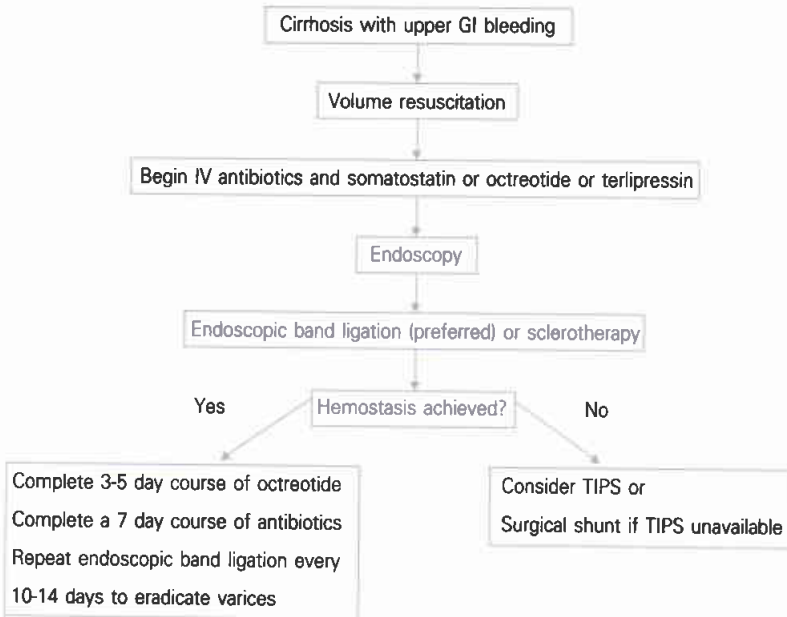 Cirrhosis with upper GI bleeding
Volume resuscitation
Begin IV antibiotics and somatostatin or octreotide or terlipressin
Endoscopy
Endoscopic band ligation (preferred) or sclerotherapy
Yes
Hemostasis achieved?
No
Complete 3-5 day course of octreotide
Complete a 7 day course of antibiotics
Repeat endoscopic band ligation every
10-14 days to eradicate varices
Consider TIPS or
Surgical shunt if TIPS unavailable